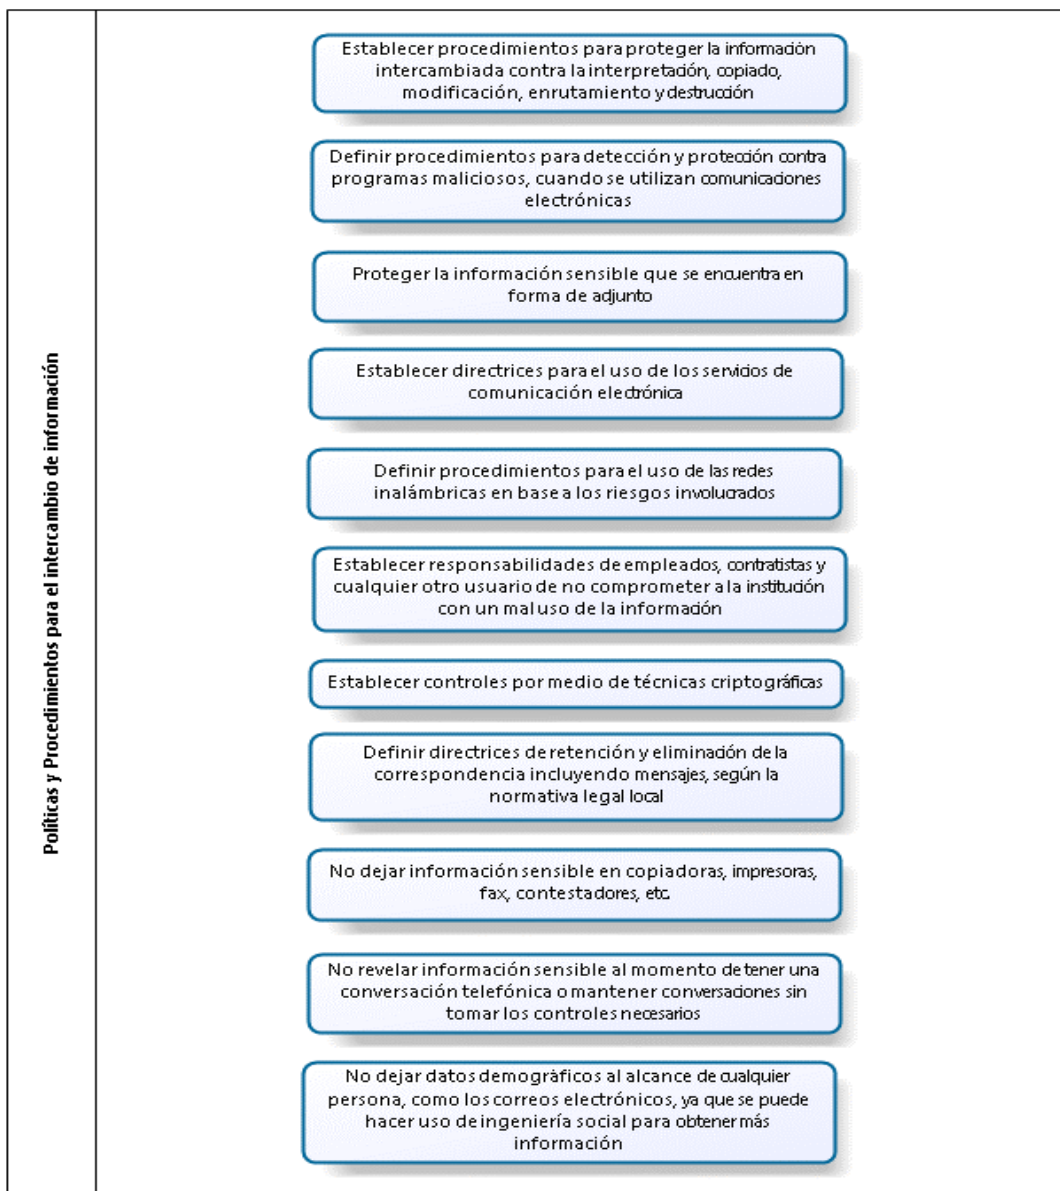 Políticas y Procedimientos para el intercambio de información
Establecer procedimientos para proteger la información
intercambiada contra la interpretación, copiado,
modificación, enrutamiento y destrucción
Definir procedimientos para detección y protección contra
programas maliciosos, cuando se utilizan comunicaciones
electrónicas
Proteger la información sensible que se encuentra en
forma de adjunto
Establecer directrices para el uso de los servicios de
comunicación electrónica
Definir procedimientos para el uso de las redes
inalámbricas en base a los riesgos involucrados
Establecer responsabilidades de empleados, contratistas y
cualquier otro usuario de no comprometer a la institución
con un mal uso de la información
Establecer controles por medio de técnicas criptográficas
Definir directrices de retención y eliminación de la
correspondencia incluyendo mensajes, según la
normativa legal local
No dejar información sensible en copiadoras, impresoras,
fax, contestadores, etc.
No revelar información sensible al momento de tener una
conversación telefónica o mantener conversaciones sin
tomar los controles necesarios
No dejar datos demográficos al alcance de cualquier
persona, como los correos electrónicos, ya que se puede
hacer uso de ingeniería social para obtener más
información